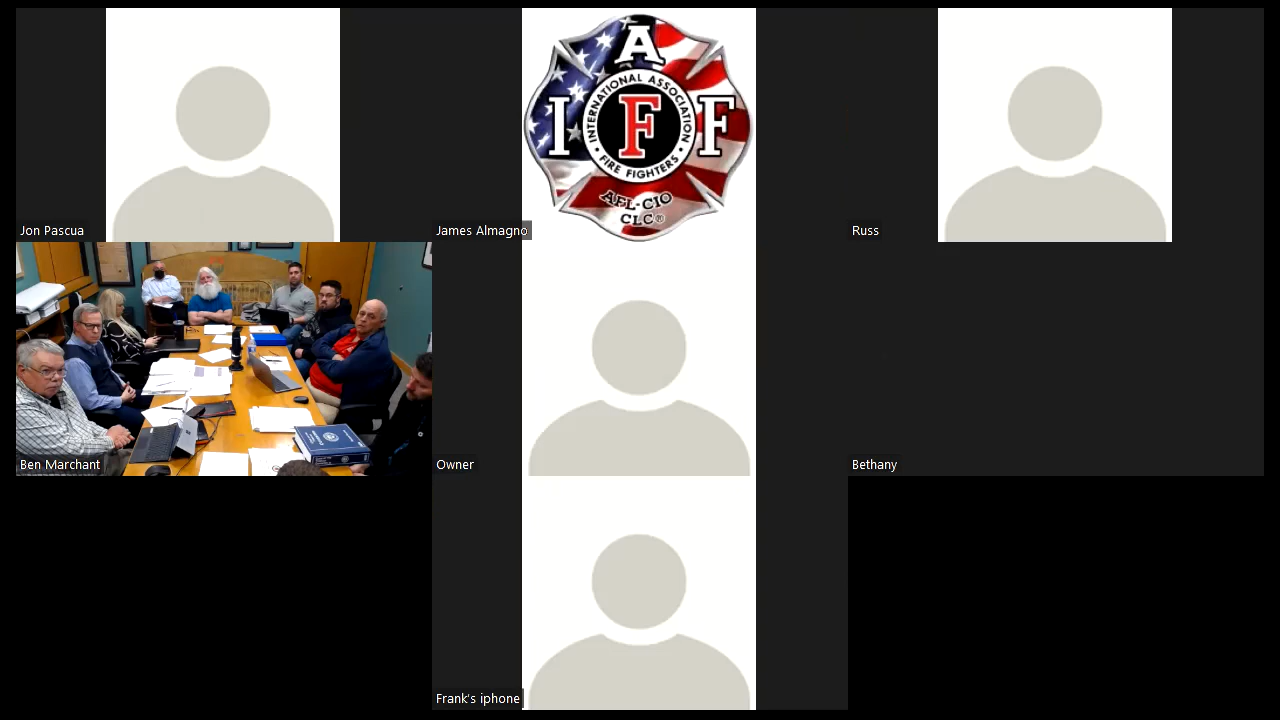 A
I F F
INTERNATIONAL ASSOCIATION
F
• FIRE FIGHTERS •
AFL-CIO
CLC®
Jon Pascua
James Almagno
Russ
Ben Marchant
Owner
Bethany
Frank's iphone